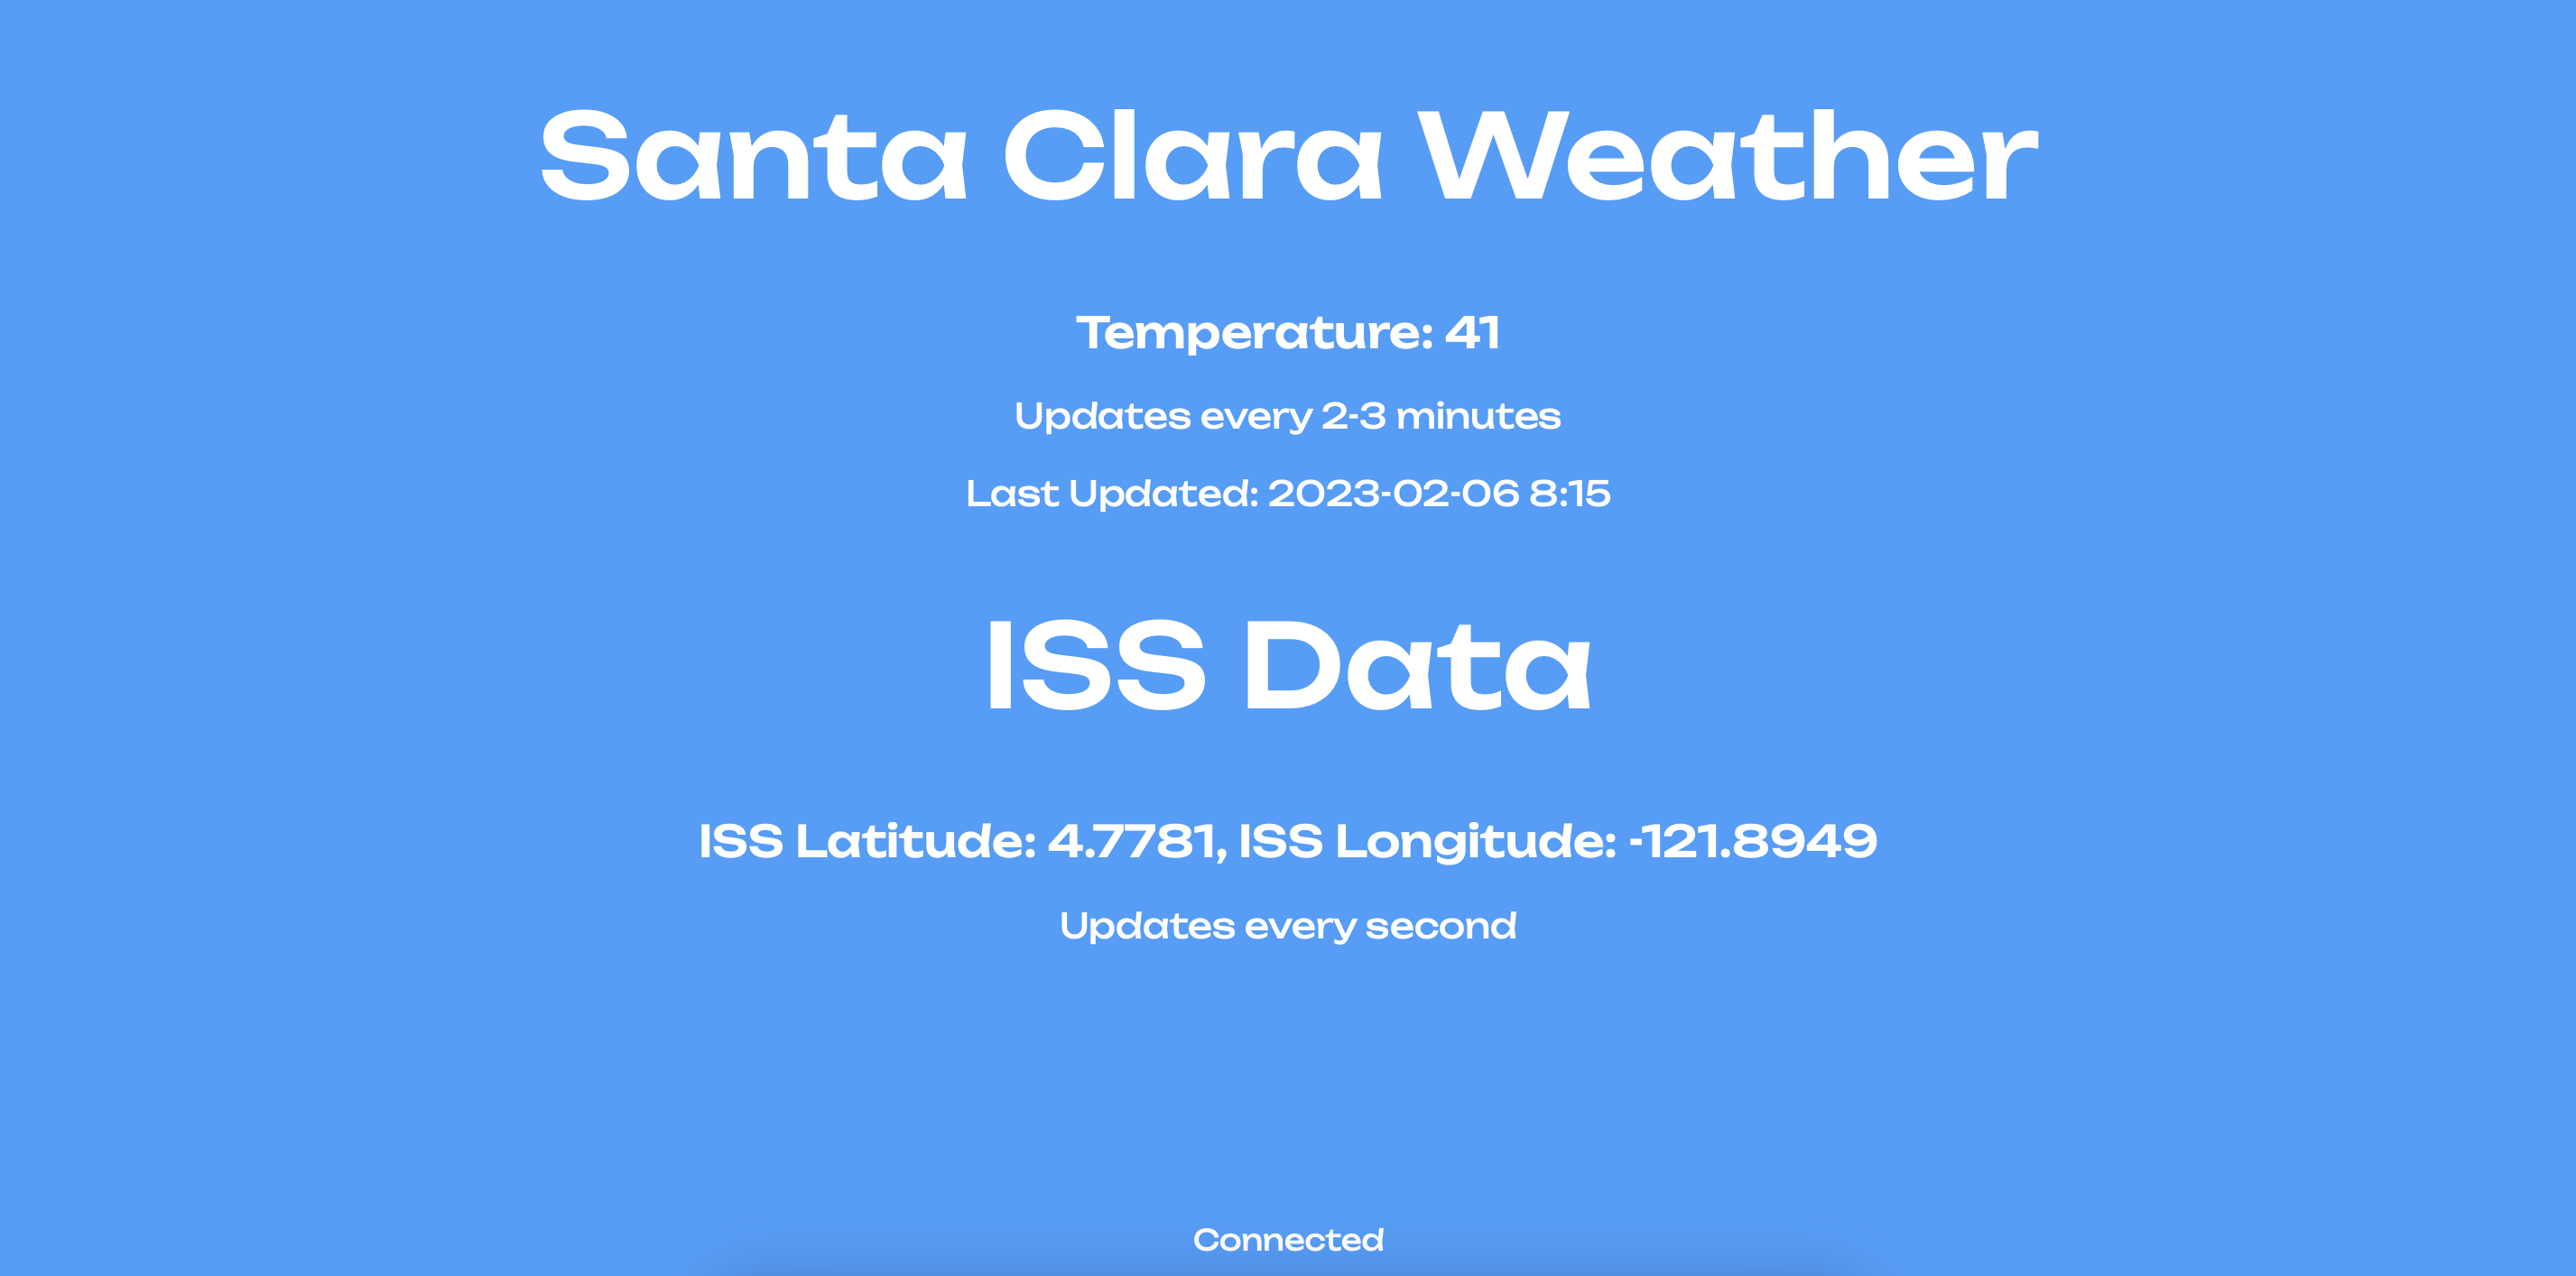 Santa Clara Weather
Temperature: 41
Updates every 2-3 minutes
Last Updated: 2023-02-06 8:15
ISS Data
ISS Latitude: 4.7781, ISS Longitude: -121.8949
Updates every second
Connected